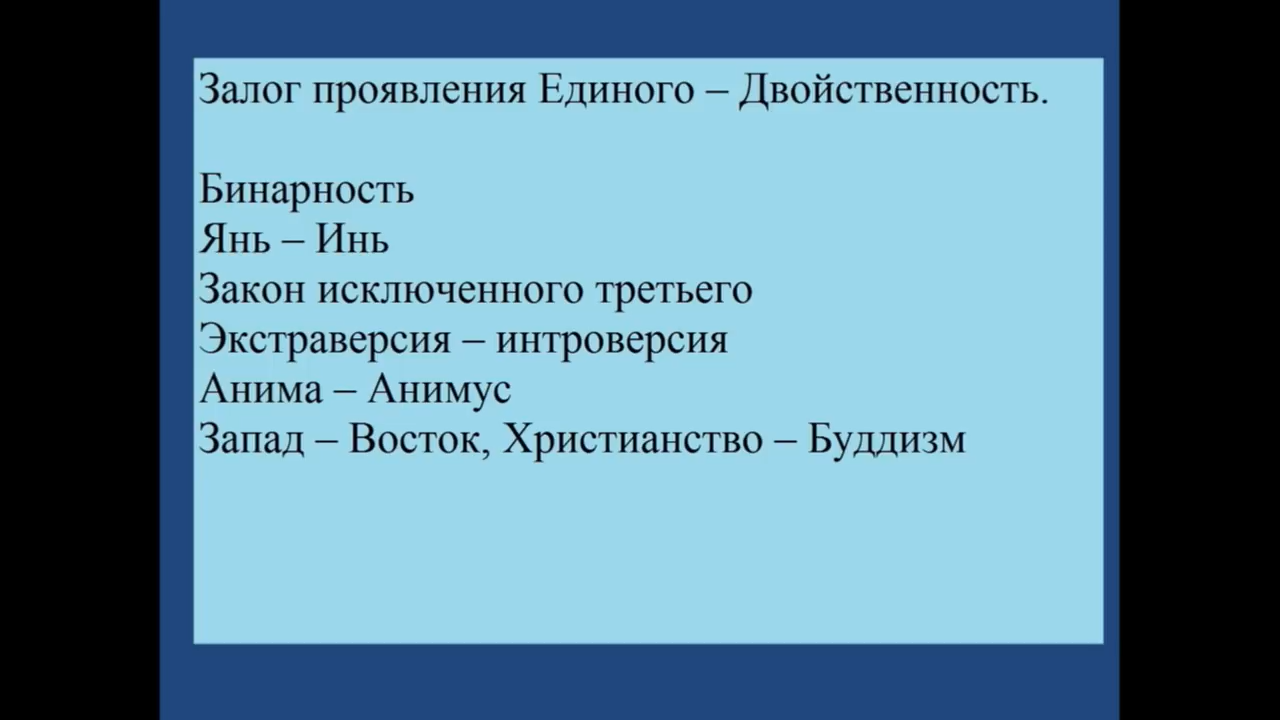 Залог проявления Единого – Двойственность.
Бинарность
Янь – Инь
Закон исключенного третьего
Экстраверсия – интроверсия
Анима – Анимус
Запад – Восток, Христианство – Буддизм